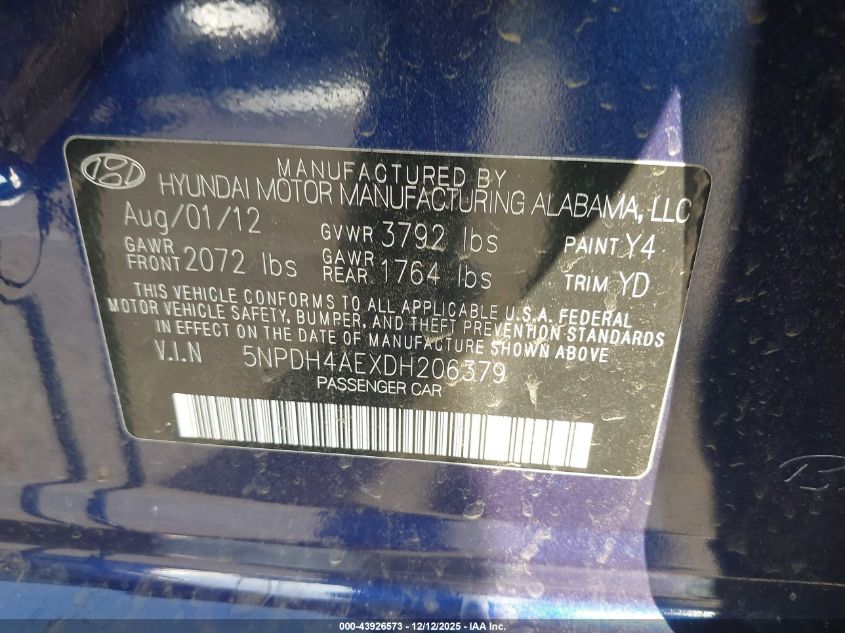 MANUFACTURED BY
HYUNDAI MOTOR MANUFACTURING ALABAMA, LLC
Aug/01/12 GVWR 3792 lbs PAINT Y4
GAWR FRONT 2072 lbs GAWR REAR 1764 lbs TRIM YD
THIS VEHICLE CONFORMS TO ALL APPLICABLE U.S.A. FEDERAL
MOTOR VEHICLE SAFETY, BUMPER, AND THEFT PREVENTION STANDARDS
IN EFFECT ON THE DATE OF MANUFACTURE SHOWN ABOVE.
V.I.N 5NPDH4AEXDH206379
PASSENGER CAR
000-43926573 - 12/12/2025 - IAA Inc.